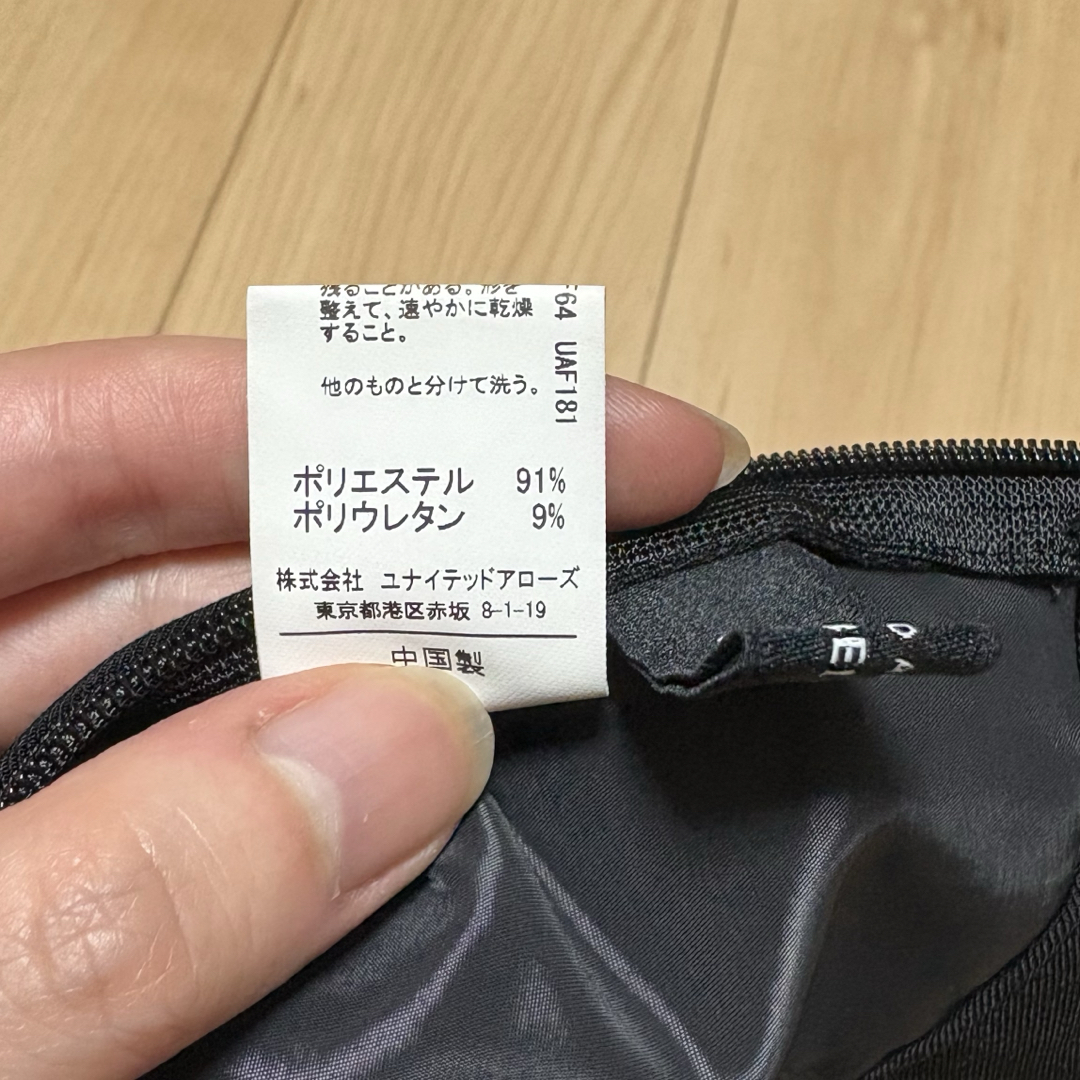 残ることがある。形を
整えて、速やかに乾燥
すること。
他のものと分けて洗う。
64 UAF181
ポリエステル 91%
ポリウレタン 9%
株式会社 ユナイテッドアローズ
東京都港区赤坂 8-1-19
中国製